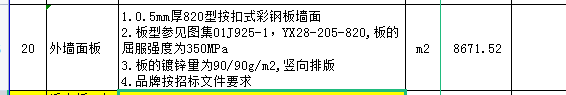 20
外墙面板
1.0.5mm厚820型按扣式彩钢板墙面
2.板型参见图集01J925-1，YX28-205-820,板的
屈服强度为350MPa
3.板的镀锌量为90/90g/m2,竖向排版
4.品牌按招标文件要求
m2
8671.52